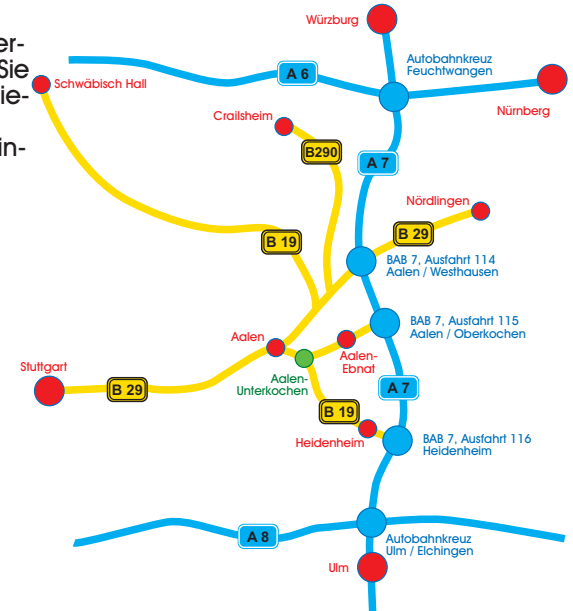 er-
Sie
ie-
in-
Würzburg
Autobahnkreuz
Feuchtwangen
A 6
Schwäbisch Hall
Nürnberg
Crailsheim
B290
A 7
Nördlingen
B 29
B 19
BAB 7, Ausfahrt 114
Aalen / Westhausen
BAB 7, Ausfahrt 115
Aalen / Oberkochen
Aalen
Aalen-
Ebnat
Stuttgart
Aalen-
Unterkochen
B 29
A 7
B 19
Heidenheim
BAB 7, Ausfahrt 116
Heidenheim
A 8
Autobahnkreuz
Ulm / Elchingen
Ulm